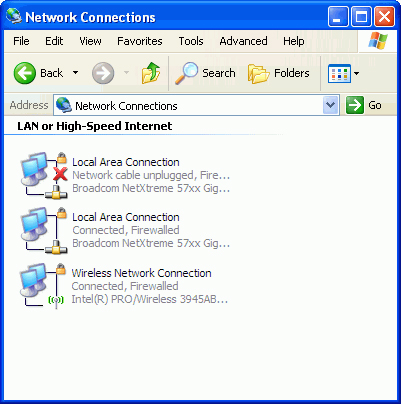 Network Connections
File Edit View Favorites Tools Advanced Help
Back Search Folders
Address Network Connections Go
LAN or High-Speed Internet
Local Area Connection
Network cable unplugged, Fire...
Broadcom NetXtreme 57xx Gig...
Local Area Connection
Connected, Firewalled
Broadcom NetXtreme 57xx Gig...
Wireless Network Connection
Connected, Firewalled
Intel(R) PRO/Wireless 3945AB...